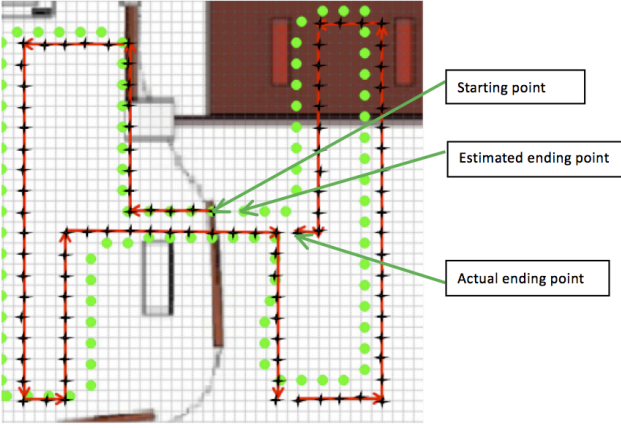 Starting point
Estimated ending point
Actual ending point